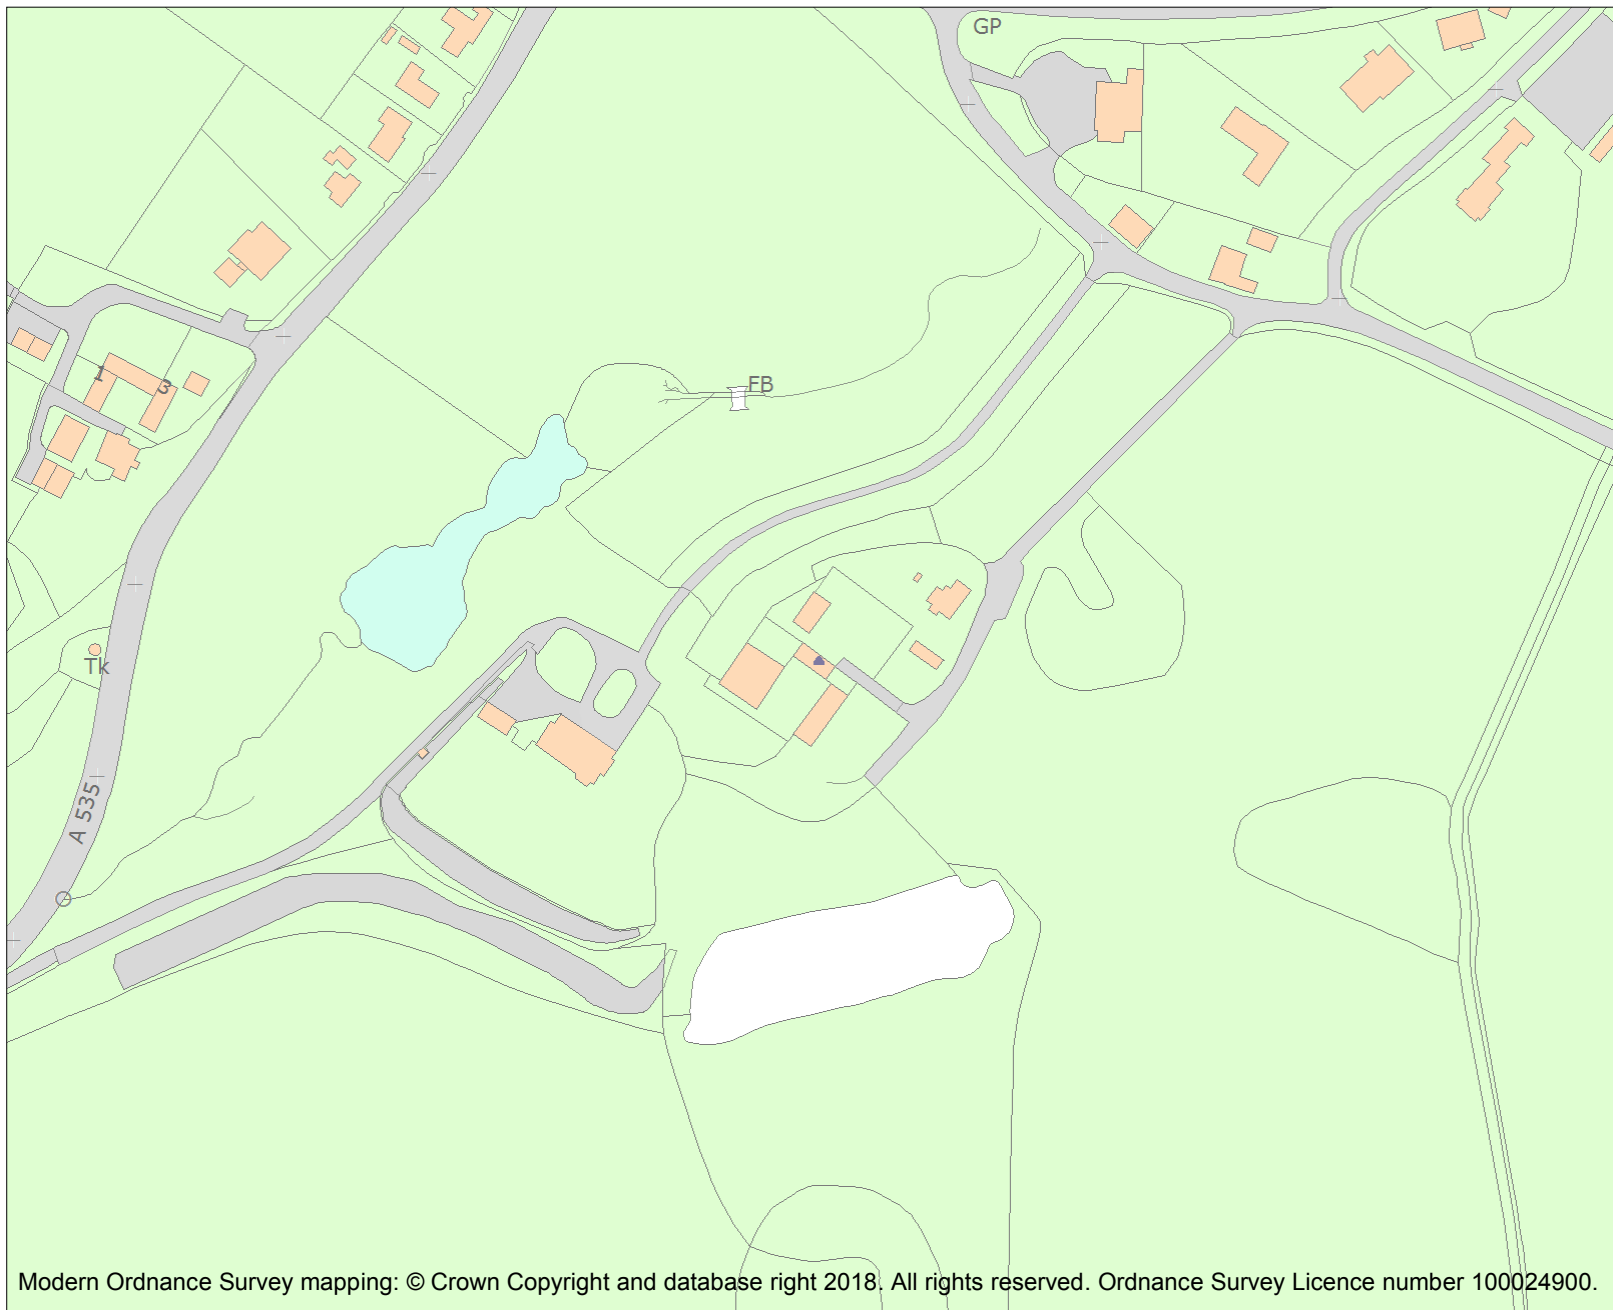 GP
1
3
FB
Tk
A 535
Modern Ordnance Survey mapping: © Crown Copyright and database right 2018. All rights reserved. Ordnance Survey Licence number 100024900.